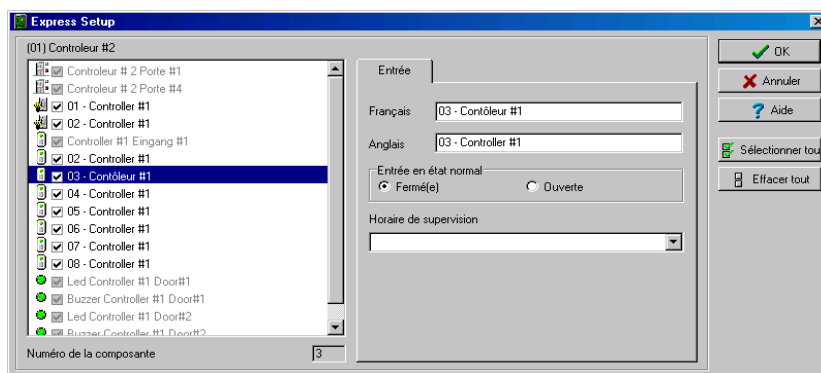 Express Setup
(01) Controleur #2
Controleur # 2 Porte #1
Controleur # 2 Porte #4
01 - Controller #1
02 - Controller #1
Controller #1 Eingang #1
02 - Controller #1
03 - Contôleur #1
04 - Controller #1
05 - Controller #1
06 - Controller #1
07 - Controller #1
08 - Controller #1
Led Controller #1 Door#1
Buzzer Controller #1 Door#1
Led Controller #1 Door#2
Buzzer Controller #1 Door#2
Numéro de la composante 3
Entrée
Français 03 - Contôleur #1
Anglais 03 - Controller #1
Entrée en état normal
Fermé(e) Ouverte
Horaire de supervision
OK
Annuler
Aide
Sélectionner tou
Effacer tout